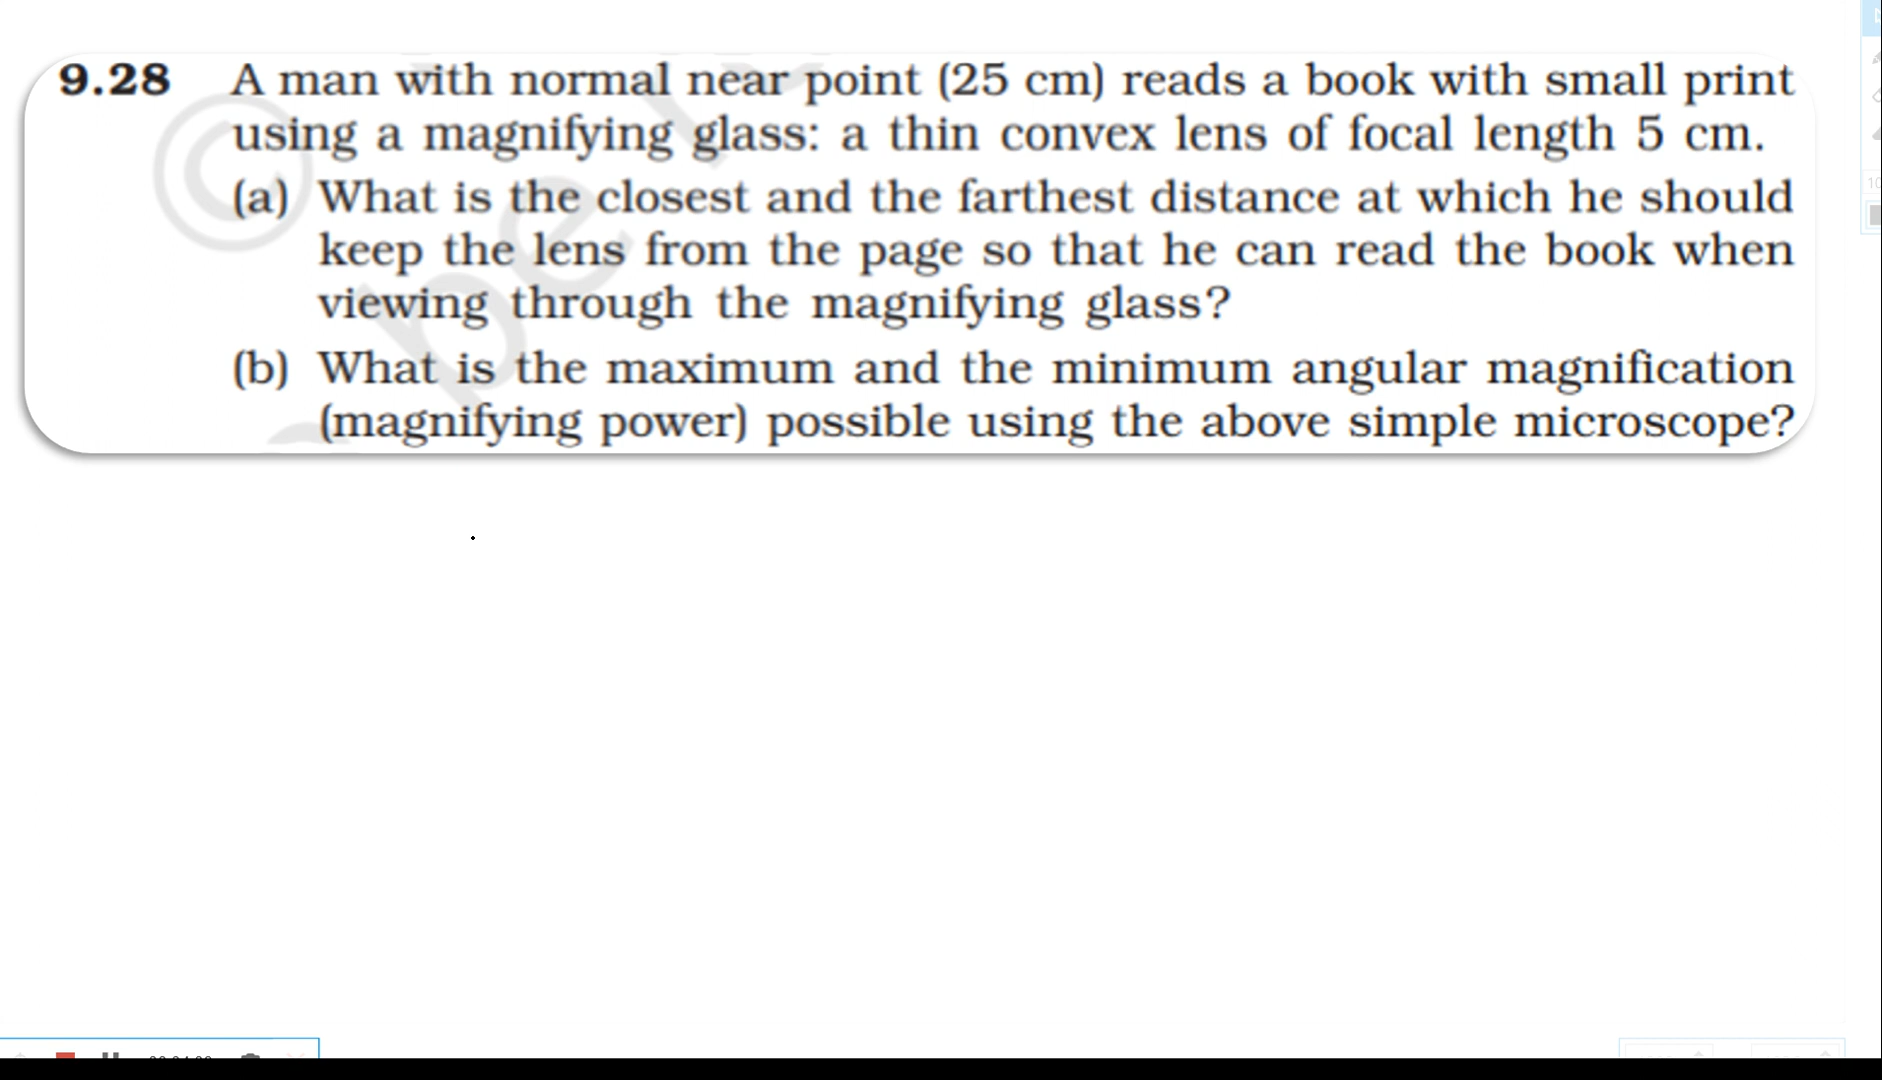 9.28 A man with normal near point (25 cm) reads a book with small print
using a magnifying glass: a thin convex lens of focal length 5 cm.
(a) What is the closest and the farthest distance at which he should
keep the lens from the page so that he can read the book when
viewing through the magnifying glass?
(b) What is the maximum and the minimum angular magnification
(magnifying power) possible using the above simple microscope?